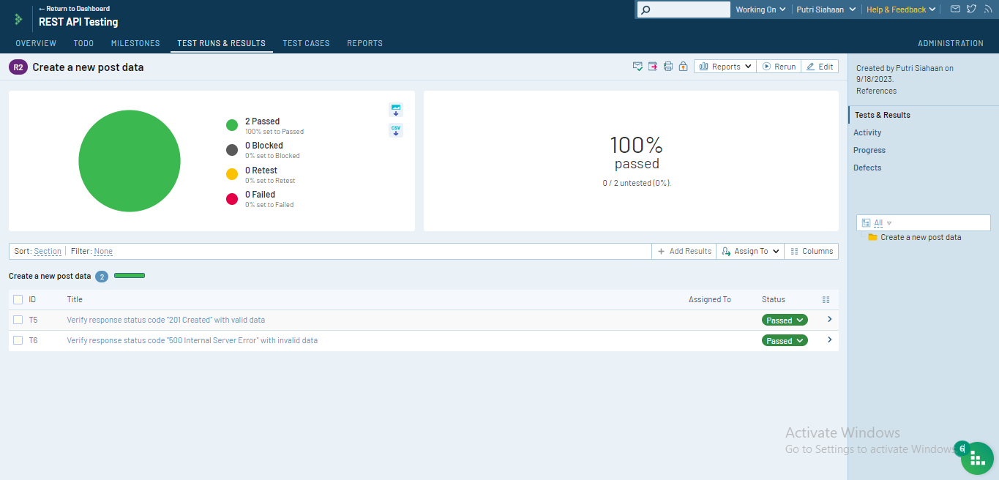 ← Return to Dashboard
REST API Testing
Working On
Putri Siahaan
Help & Feedback
OVERVIEW
TODO
MILESTONES
TEST RUNS & RESULTS
TEST CASES
REPORTS
ADMINISTRATION
R2 Create a new post data
Reports
Rerun
Edit
2 Passed
100% set to Passed
0 Blocked
0% set to Blocked
0 Retest
0% set to Retest
0 Failed
0% set to Failed
CSV
100%
passed
0 / 2 untested (0%).
Created by Putri Siahaan on
9/18/2023.
References
Tests & Results
Activity
Progress
Defects
All
Create a new post data
Sort: Section Filter: None
+ Add Results
Assign To
Columns
Create a new post data 2
ID Title Assigned To Status
T5 Verify response status code "201 Created" with valid data Passed
T6 Verify response status code "500 Internal Server Error" with invalid data Passed
Activate Windows
Go to Settings to activate Windows
6